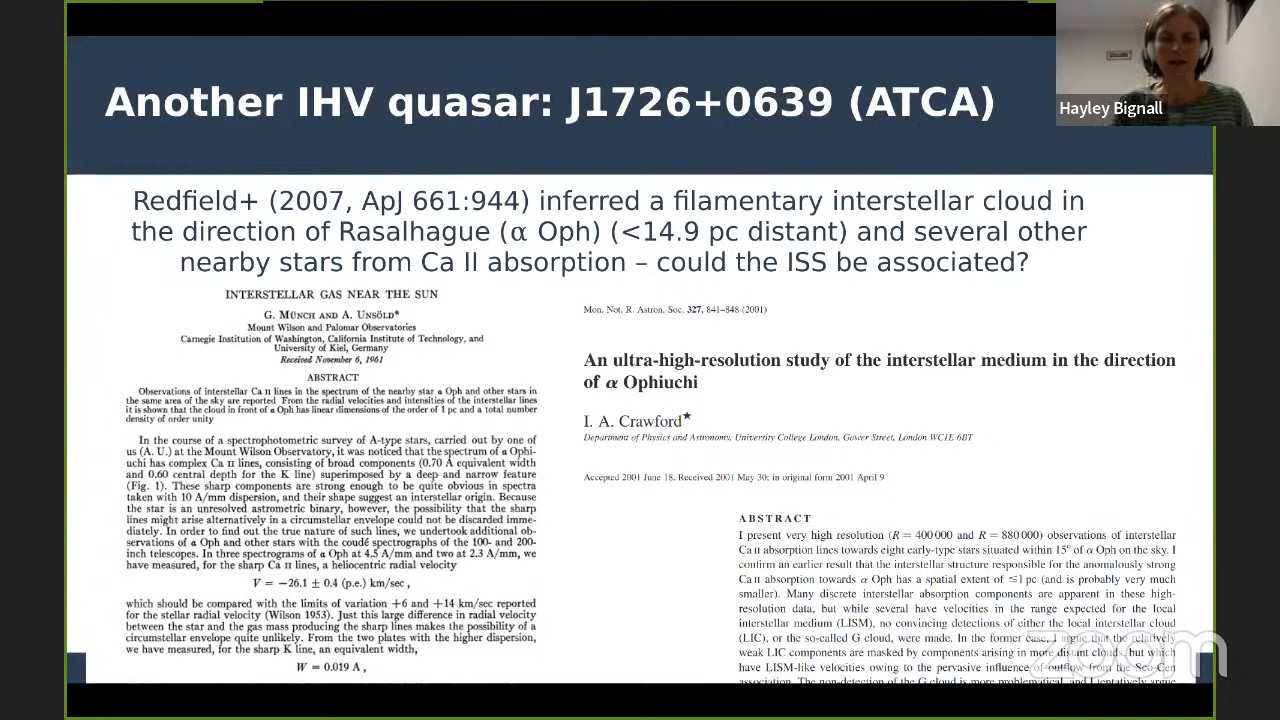 Another IHV quasar: J1726+0639 (ATCA)
Hayley Bignall
Redfield+ (2007, ApJ 661:944) inferred a filamentary interstellar cloud in
the direction of Rasalhague (α Oph) (<14.9 pc distant) and several other
nearby stars from Ca II absorption – could the ISS be associated?
INTERSTELLAR GAS NEAR THE SUN
G. Münch and A. Unsöld*
Mount Wilson and Palomar Observatories
Carnegie Institution of Washington, California Institute of Technology, and
University of Kiel, Germany
Received November 6, 1961
ABSTRACT
Observations of interstellar Ca II lines in the spectrum of the nearby star α Oph and other stars in
the same area of the sky are reported From the radial velocities and intensities of the interstellar lines
it is shown that the cloud in front of α Oph has linear dimensions of the order of 1 pc and a total number
density of order unity
In the course of a spectrophotometric survey of A-type stars, carried out by one of
us (A. U.) at the Mount Wilson Observatory, it was noticed that the spectrum of α Ophi-
uchi has complex Ca II lines, consisting of broad components (0.70 A equivalent width
and 0.60 central depth for the K line) superimposed by a deep and narrow feature
(Fig. 1). These sharp components are strong enough to be quite obvious in spectra
taken with 10 A/mm dispersion, and their shape suggest an interstellar origin. Because
the star is an unresolved astrometric binary, however, the possibility that the sharp
lines might arise alternatively in a circumstellar envelope could not be discarded imme-
diately. In order to find out the true nature of such lines, we undertook additional ob-
servations of α Oph and other stars with the coudé spectrographs of the 100- and 200-
inch telescopes. In three spectrograms of α Oph at 4.5 A/mm and two at 2.3 A/mm, we
have measured, for the sharp Ca II lines, a heliocentric radial velocity
V = −26.1 ± 0.4 (p.e.) km/sec ,
which should be compared with the limits of variation +6 and +14 km/sec reported
for the stellar radial velocity (Wilson 1953). Just this large difference in radial velocity
between the star and the gas mass producing the sharp lines makes the possibility of a
circumstellar envelope quite unlikely. From the two plates with the higher dispersion,
we have measured, for the sharp K line, an equivalent width,
W = 0.019 A ,
Mon. Not. R. Astron. Soc. 327, 841–848 (2001)
An ultra-high-resolution study of the interstellar medium in the direction
of α Ophiuchi
I. A. Crawford★
Department of Physics and Astronomy, University College London, Gower Street, London WC1E 6BT
Accepted 2001 June 18. Received 2001 May 30; in original form 2001 April 9
ABSTRACT
I present very high resolution (R = 400 000 and R = 880 000) observations of interstellar
Ca II absorption lines towards eight early-type stars situated within 15° of α Oph on the sky. I
confirm an earlier result that the interstellar structure responsible for the anomalously strong
Ca II absorption towards α Oph has a spatial extent of ≲1 pc (and is probably very much
smaller). Many discrete interstellar absorption components are apparent in these high-
resolution data, but while several have velocities in the range expected for the local
interstellar medium (LISM), no convincing detections of either the local interstellar cloud
(LIC), or the so-called G cloud, were made. In the former case, I argue that the relatively
weak LIC components are masked by components arising in more distant clouds, but which
have LISM-like velocities owing to the pervasive influence of outflow from the Sco-Cen
association. The non-detection of the G cloud is more problematical, and I tentatively argue
zoom